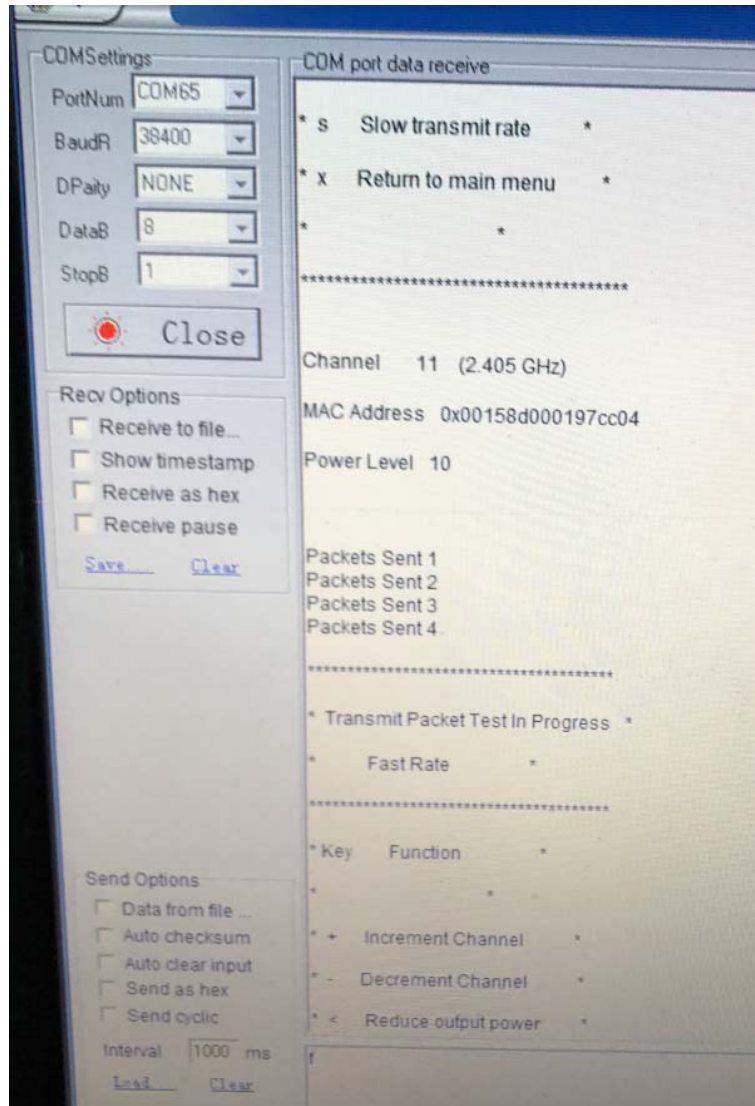 COMSettings
PortNum COM65
BaudR 38400
DPaity NONE
DataB 8
StopB 1
Close
Recv Options
Receive to file...
Show timestamp
Receive as hex
Receive pause
Save... Clear
Send Options
Data from file ...
Auto checksum
Auto clear input
Send as hex
Send cyclic
Interval 1000 ms
Load... Clear
COM port data receive
* s Slow transmit rate *
* x Return to main menu *
* *
***************************************
Channel 11 (2.405 GHz)
MAC Address 0x00158d000197cc04
Power Level 10
Packets Sent 1
Packets Sent 2
Packets Sent 3
Packets Sent 4
***************************************
* Transmit Packet Test In Progress *
* Fast Rate *
***************************************
* Key Function *
* *
* + Increment Channel *
* - Decrement Channel *
* < Reduce output power *
f